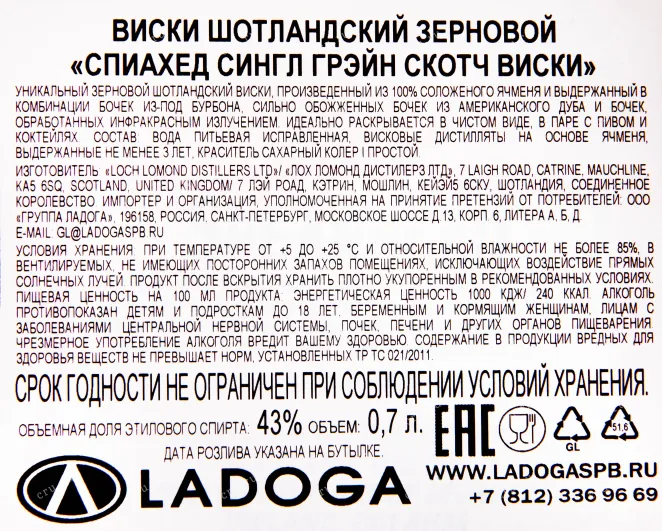 ВИСКИ ШОТЛАНДСКИЙ ЗЕРНОВОЙ
«СПИАХЕД СИНГЛ ГРЭЙН СКОТЧ ВИСКИ»
УНИКАЛЬНЫЙ ЗЕРНОВОЙ ШОТЛАНДСКИЙ ВИСКИ, ПРОИЗВЕДЕННЫЙ ИЗ 100% СОЛОЖЕНОГО ЯЧМЕНЯ И ВЫДЕРЖАННЫЙ В
КОМБИНАЦИИ БОЧЕК ИЗ-ПОД БУРБОНА, СИЛЬНО ОБОЖЖЕННЫХ БОЧЕК ИЗ АМЕРИКАНСКОГО ДУБА И БОЧЕК,
ОБРАБОТАННЫХ ИНФРАКРАСНЫМ ИЗЛУЧЕНИЕМ. ИДЕАЛЬНО РАСКРЫВАЕТСЯ В ЧИСТОМ ВИДЕ, В ПАРЕ С ПИВОМ И
КОКТЕЙЛЯХ. СОСТАВ: ВОДА ПИТЬЕВАЯ ИСПРАВЛЕННАЯ, ВИСКОВЫЕ ДИСТИЛЛЯТЫ НА ОСНОВЕ ЯЧМЕНЯ,
ВЫДЕРЖАННЫЕ НЕ МЕНЕЕ 3 ЛЕТ, КРАСИТЕЛЬ САХАРНЫЙ КОЛЕР I ПРОСТОЙ.
ИЗГОТОВИТЕЛЬ: «LOCH LOMOND DISTILLERS LTD»/ «ЛОХ ЛОМОНД ДИСТИЛЕРЗ ЛТД», 7 LAIGH ROAD, CATRINE, MAUCHLINE,
KA5 6SQ, SCOTLAND, UNITED KINGDOM/ 7 ЛЭЙ РОАД, КЭТРИН, МОШЛИН, КЕЙЭЙ5 6СКУ, ШОТЛАНДИЯ, СОЕДИНЕННОЕ
КОРОЛЕВСТВО. ИМПОРТЕР И ОРГАНИЗАЦИЯ, УПОЛНОМОЧЕННАЯ НА ПРИНЯТИЕ ПРЕТЕНЗИЙ ОТ ПОТРЕБИТЕЛЕЙ: ООО
«ГРУППА ЛАДОГА», 196158, РОССИЯ, САНКТ-ПЕТЕРБУРГ, МОСКОВСКОЕ ШОССЕ Д.13, КОРП. 6, ЛИТЕРА А, Б, Д.
E-MAIL: GL@LADOGASPB.RU
УСЛОВИЯ ХРАНЕНИЯ: ПРИ ТЕМПЕРАТУРЕ ОТ +5 ДО +25 °C И ОТНОСИТЕЛЬНОЙ ВЛАЖНОСТИ НЕ БОЛЕЕ 85%, В
ВЕНТИЛИРУЕМЫХ, НЕ ИМЕЮЩИХ ПОСТОРОННИХ ЗАПАХОВ ПОМЕЩЕНИЯХ, ИСКЛЮЧАЮЩИХ ВОЗДЕЙСТВИЕ ПРЯМЫХ
СОЛНЕЧНЫХ ЛУЧЕЙ. ПРОДУКТ ПОСЛЕ ВСКРЫТИЯ ХРАНИТЬ ПЛОТНО УКУПОРЕННЫМ В РЕКОМЕНДОВАННЫХ УСЛОВИЯХ.
ПИЩЕВАЯ ЦЕННОСТЬ НА 100 МЛ ПРОДУКТА: ЭНЕРГЕТИЧЕСКАЯ ЦЕННОСТЬ 1000 КДЖ/ 240 ККАЛ. АЛКОГОЛЬ
ПРОТИВОПОКАЗАН ДЕТЯМ И ПОДРОСТКАМ ДО 18 ЛЕТ, БЕРЕМЕННЫМ И КОРМЯЩИМ ЖЕНЩИНАМ, ЛИЦАМ С
ЗАБОЛЕВАНИЯМИ ЦЕНТРАЛЬНОЙ НЕРВНОЙ СИСТЕМЫ, ПОЧЕК, ПЕЧЕНИ И ДРУГИХ ОРГАНОВ ПИЩЕВАРЕНИЯ.
ЧРЕЗМЕРНОЕ УПОТРЕБЛЕНИЕ АЛКОГОЛЯ ВРЕДИТ ВАШЕМУ ЗДОРОВЬЮ. СОДЕРЖАНИЕ В ПРОДУКЦИИ ВРЕДНЫХ ДЛЯ
ЗДОРОВЬЯ ВЕЩЕСТВ НЕ ПРЕВЫШАЕТ НОРМ, УСТАНОВЛЕННЫХ ТР ТС 021/2011.
СРОК ГОДНОСТИ НЕ ОГРАНИЧЕН ПРИ СОБЛЮДЕНИИ УСЛОВИЙ ХРАНЕНИЯ.
ОБЪЕМНАЯ ДОЛЯ ЭТИЛОВОГО СПИРТА: 43% ОБЪЕМ: 0,7 Л.
ДАТА РОЗЛИВА УКАЗАНА НА БУТЫЛКЕ.
EAC
GL
51.6
LADOGA
WWW.LADOGASPB.RU
+7 (812) 336 96 69